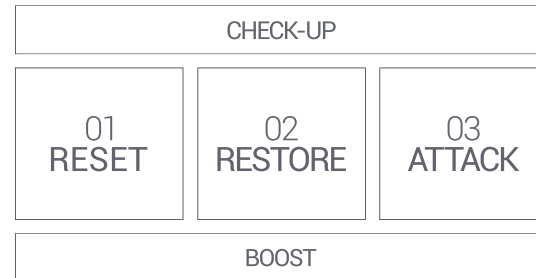 CHECK-UP
01
RESET
02
RESTORE
03
ATTACK
BOOST